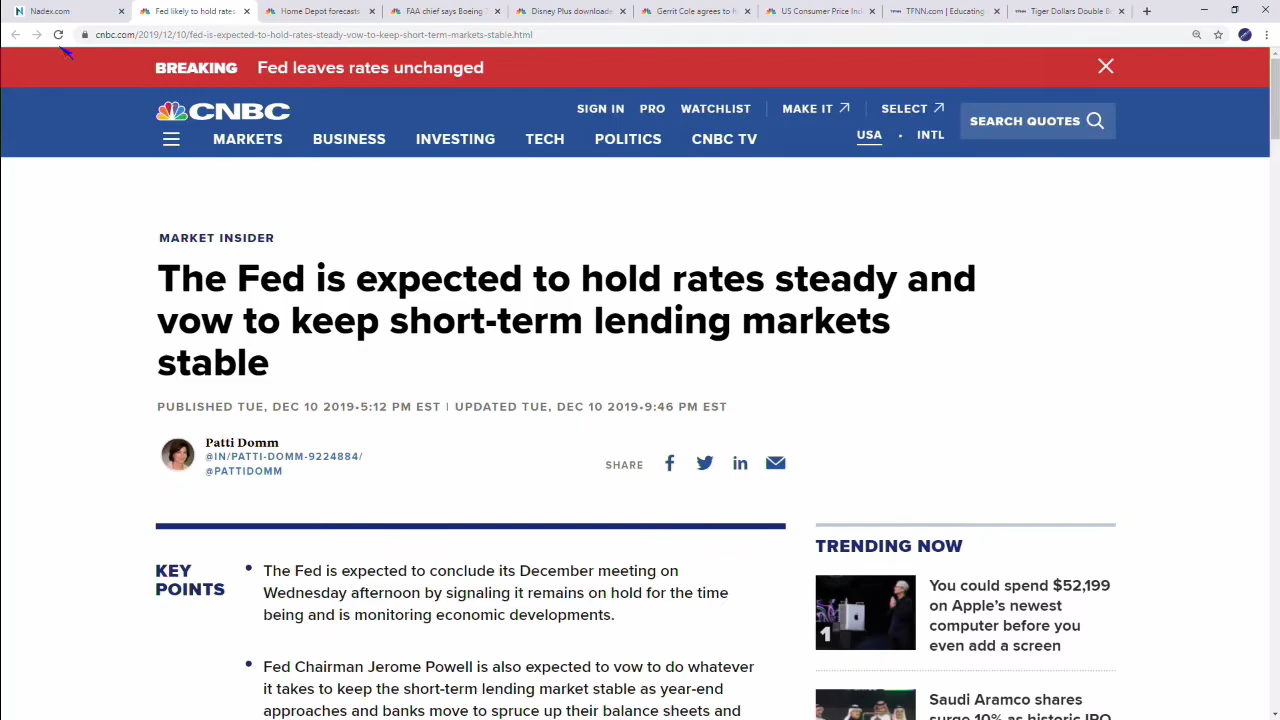 Nadex.com
Fed likely to hold rates
Home Depot forecasts
FAA chief says Boeing 7
Disney Plus downloade
Gerrit Cole agrees to h
US Consumer Price Ind
TFNN.com | Educating
Tiger Dollars Double B
cnbc.com/2019/12/10/fed-is-expected-to-hold-rates-steady-vow-to-keep-short-term-markets-stable.html
BREAKING Fed leaves rates unchanged
CNBC
SIGN IN PRO WATCHLIST MAKE IT SELECT
SEARCH QUOTES
USA • INTL
MARKETS BUSINESS INVESTING TECH POLITICS CNBC TV
MARKET INSIDER
The Fed is expected to hold rates steady and
vow to keep short-term lending markets
stable
PUBLISHED TUE, DEC 10 2019•5:12 PM EST | UPDATED TUE, DEC 10 2019•9:46 PM EST
Patti Domm
@IN/PATTI-DOMM-9224884/
@PATTIDOMM
SHARE
KEY
POINTS
• The Fed is expected to conclude its December meeting on
Wednesday afternoon by signaling it remains on hold for the time
being and is monitoring economic developments.
• Fed Chairman Jerome Powell is also expected to vow to do whatever
it takes to keep the short-term lending market stable as year-end
approaches and banks move to spruce up their balance sheets and
TRENDING NOW
1
You could spend $52,199
on Apple's newest
computer before you
even add a screen
Saudi Aramco shares
surge 10% as historic IPO